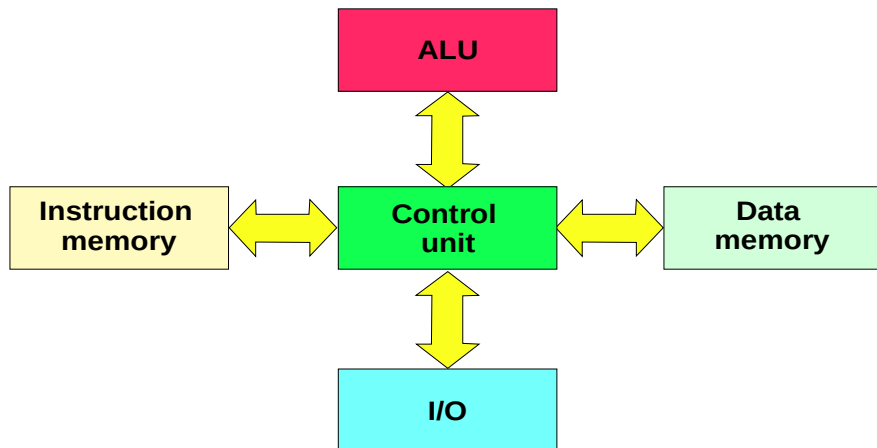 ALU
Instruction
memory
Control
unit
Data
memory
I/O